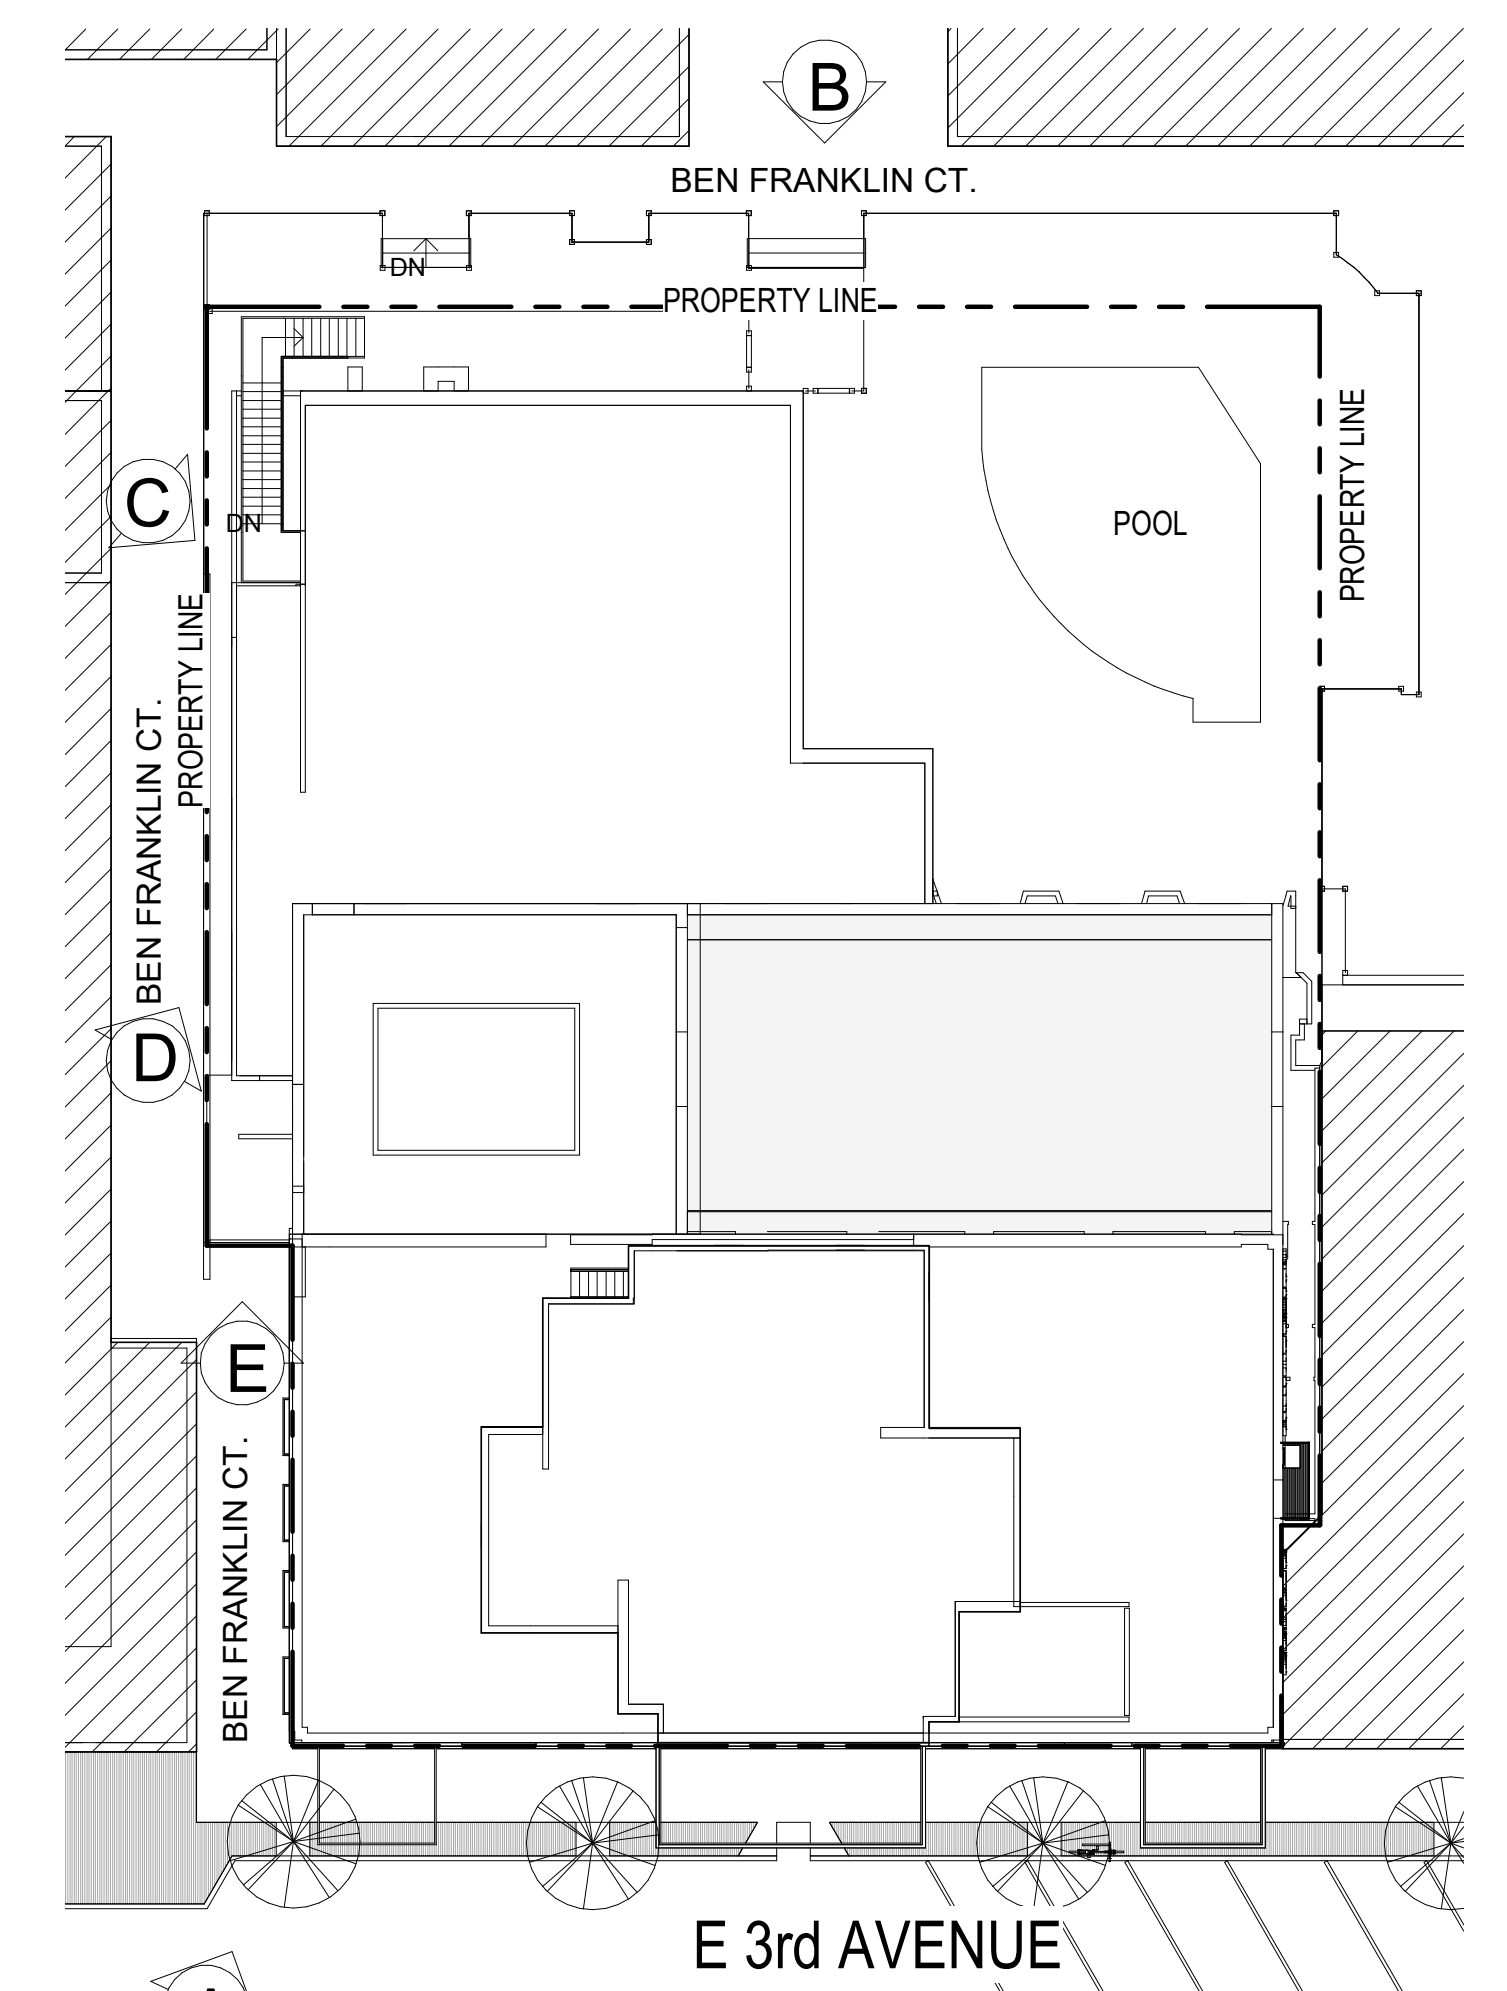 B
BEN FRANKLIN CT.
DN
PROPERTY LINE
PROPERTY LINE
C
POOL
DN
PROPERTY LINE
BEN FRANKLIN CT.
D
E
BEN FRANKLIN CT.
E 3rd AVENUE